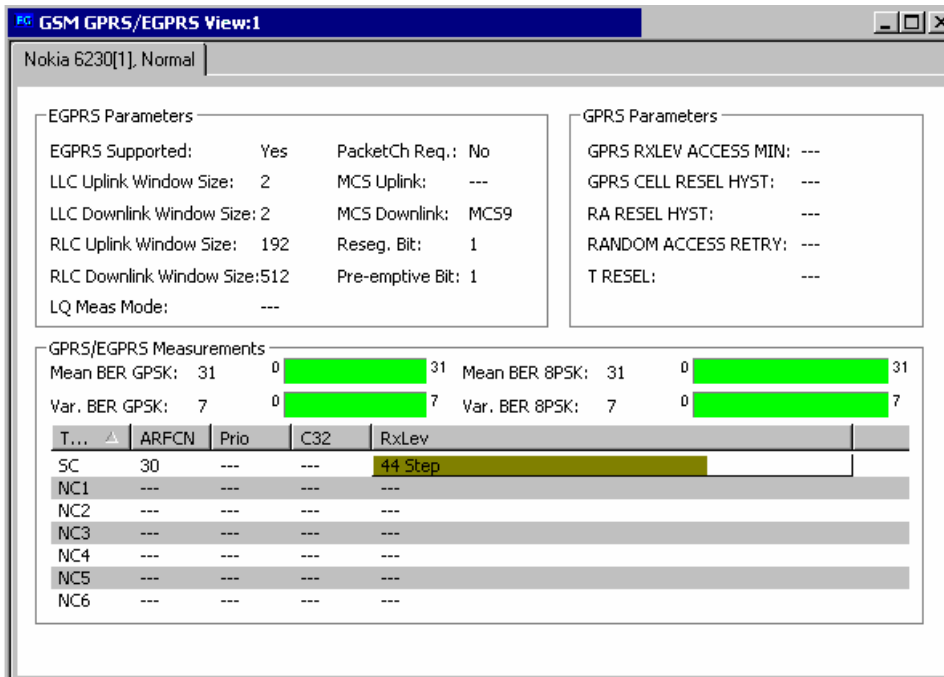 EG GSM GPRS/EGPRS View:1
Nokia 6230[1], Normal
EGPRS Parameters
EGPRS Supported: Yes PacketCh Req.: No
LLC Uplink Window Size: 2 MCS Uplink: ---
LLC Downlink Window Size: 2 MCS Downlink: MCS9
RLC Uplink Window Size: 192 Reseg. Bit: 1
RLC Downlink Window Size:512 Pre-emptive Bit: 1
LQ Meas Mode: ---
GPRS Parameters
GPRS RXLEV ACCESS MIN: ---
GPRS CELL RESEL HYST: ---
RA RESEL HYST: ---
RANDOM ACCESS RETRY: ---
T RESEL: ---
GPRS/EGPRS Measurements
Mean BER GPSK: 31 0 31 Mean BER 8PSK: 31 0 31
Var. BER GPSK: 7 0 7 Var. BER 8PSK: 7 0 7
T... ARFCN Prio C32 RxLev
SC 30 --- --- 44 Step
NC1 --- --- --- ---
NC2 --- --- --- ---
NC3 --- --- --- ---
NC4 --- --- --- ---
NC5 --- --- --- ---
NC6 --- --- --- ---